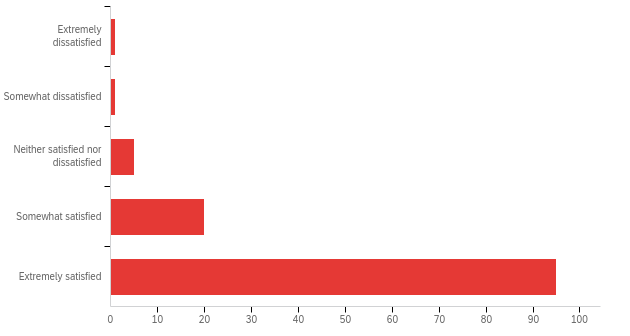 Extremely
dissatisfied
Somewhat dissatisfied
Neither satisfied nor
dissatisfied
Somewhat satisfied
Extremely satisfied
0 10 20 30 40 50 60 70 80 90 100